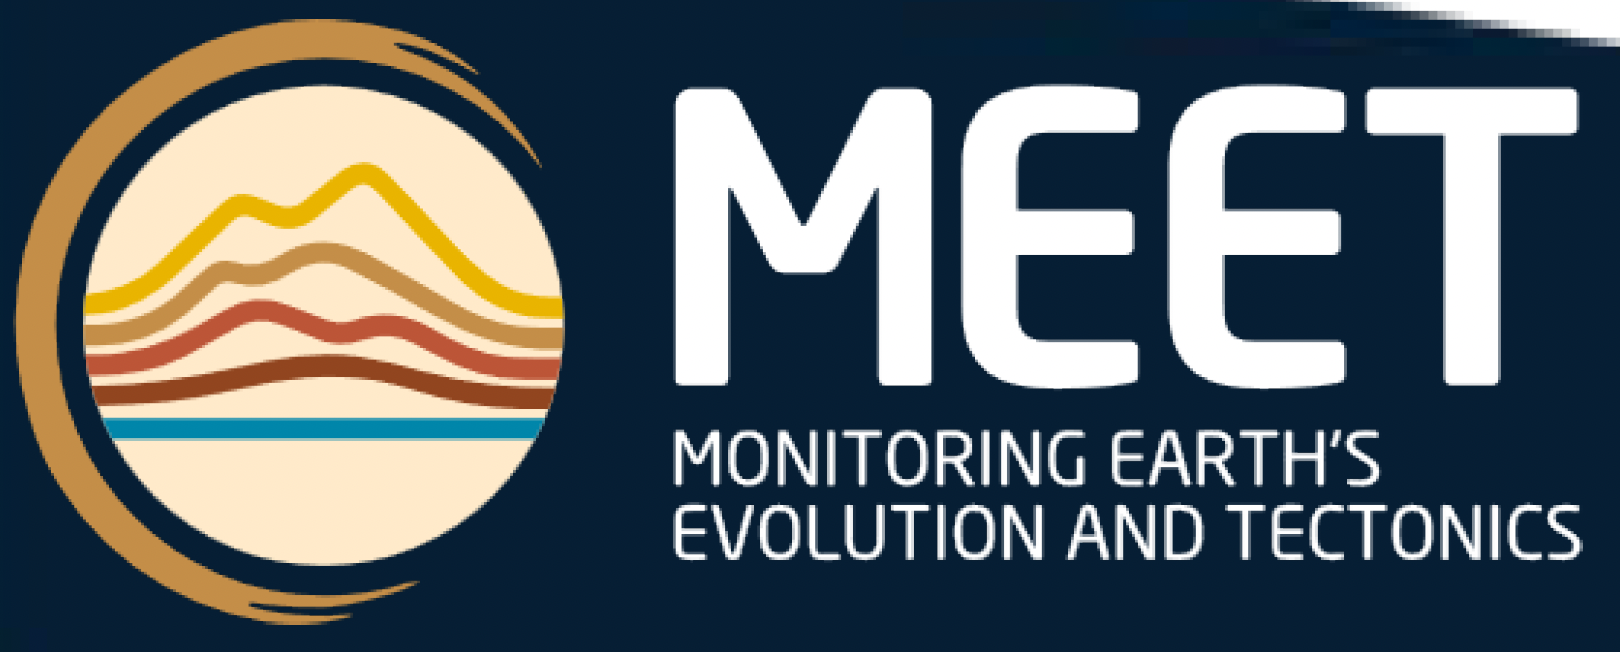 MEET
MONITORING EARTH'S
EVOLUTION AND TECTONICS